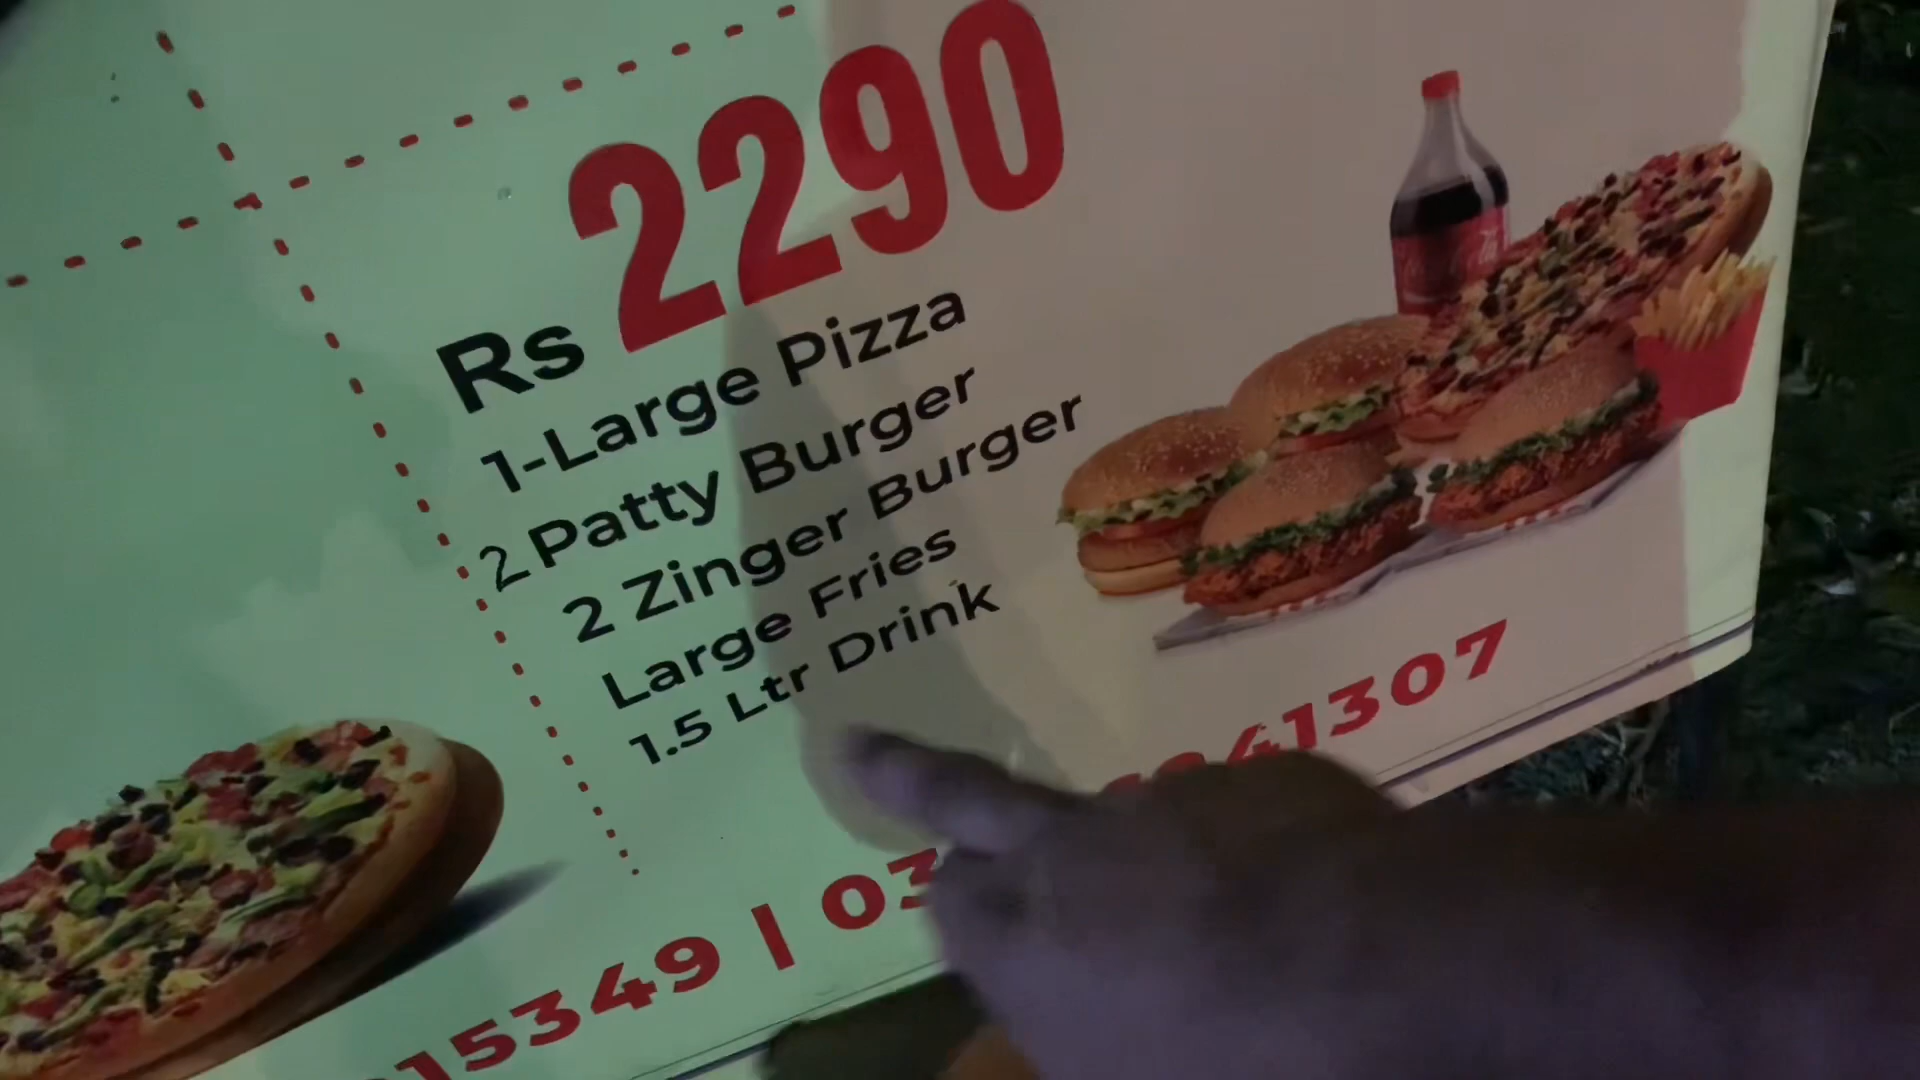 Rs 2290
1-Large Pizza
2 Patty Burger
2 Zinger Burger
Large Fries
1.5 Ltr Drink
15349 | 03
41307